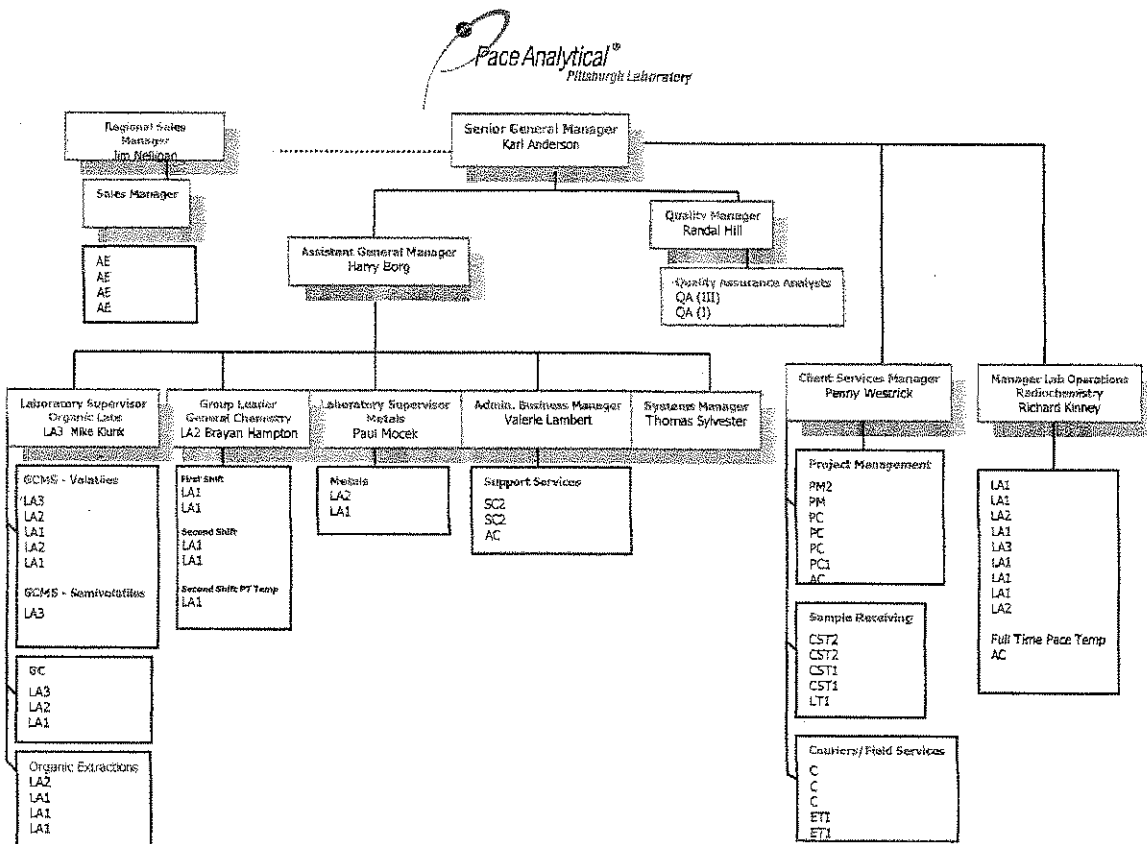 Pace Analytical®
Pittsburgh Laboratory
Regional Sales
Manager
Jim Nelligan
Senior General Manager
Karl Anderson
Sales Manager
AE
AE
AE
AE
Assistant General Manager
Harry Borg
Quality Manager
Randal Hill
Quality Assurance Analysts
QA (III)
QA (I)
Laboratory Supervisor
Organic Labs
LA3 Mike Klunk
Group Leader
General Chemistry
LA2 Brayan Hampton
Laboratory Supervisor
Metals
Paul Mocek
Admin. Business Manager
Valerie Lambert
Systems Manager
Thomas Sylvester
Client Services Manager
Penny Westrick
Manager Lab Operations
Radiochemistry
Richard Kinney
GCMS - Volatiles
LA3
LA2
LA1
LA2
LA1
GCMS - Semivolatiles
LA3
GC
LA3
LA2
LA1
Organic Extractions
LA2
LA1
LA1
LA1
First Shift
LA1
LA1
Second Shift
LA1
LA1
Second Shift PT Temp
LA1
Metals
LA2
LA1
Support Services
SC2
SC2
AC
Project Management
PM2
PM
PC
PC
PC
PC1
AC
Sample Receiving
CST2
CST2
CST1
CST1
LT1
Couriers/Field Services
C
C
C
ET1
ET1
LA1
LA1
LA2
LA1
LA3
LA1
LA1
LA1
LA2
Full Time Pace Temp
AC